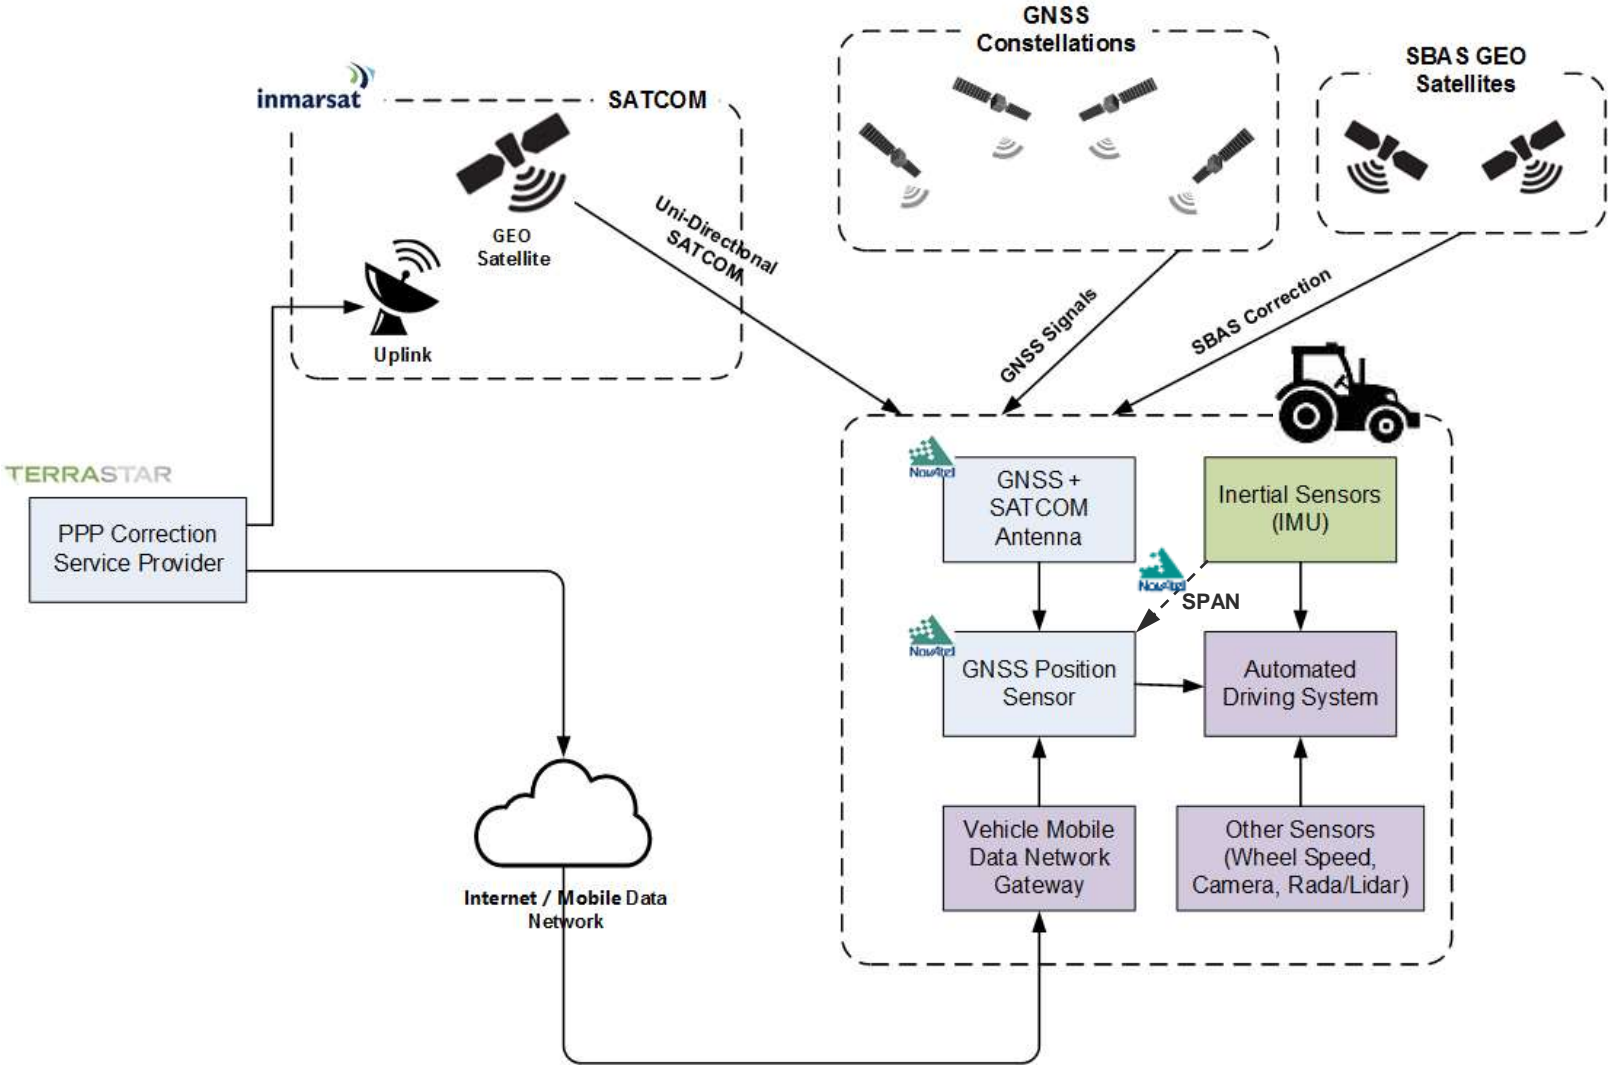 GNSS
Constellations
SBAS GEO
Satellites
inmarsat
SATCOM
GEO
Satellite
Uplink
Uni-Directional
SATCOM
GNSS Signals
SBAS Correction
TERRASTAR
PPP Correction
Service Provider
NovAtel
GNSS +
SATCOM
Antenna
Inertial Sensors
(IMU)
NovAtel
SPAN
NovAtel
GNSS Position
Sensor
Automated
Driving System
Vehicle Mobile
Data Network
Gateway
Other Sensors
(Wheel Speed,
Camera, Rada/Lidar)
Internet / Mobile Data
Network